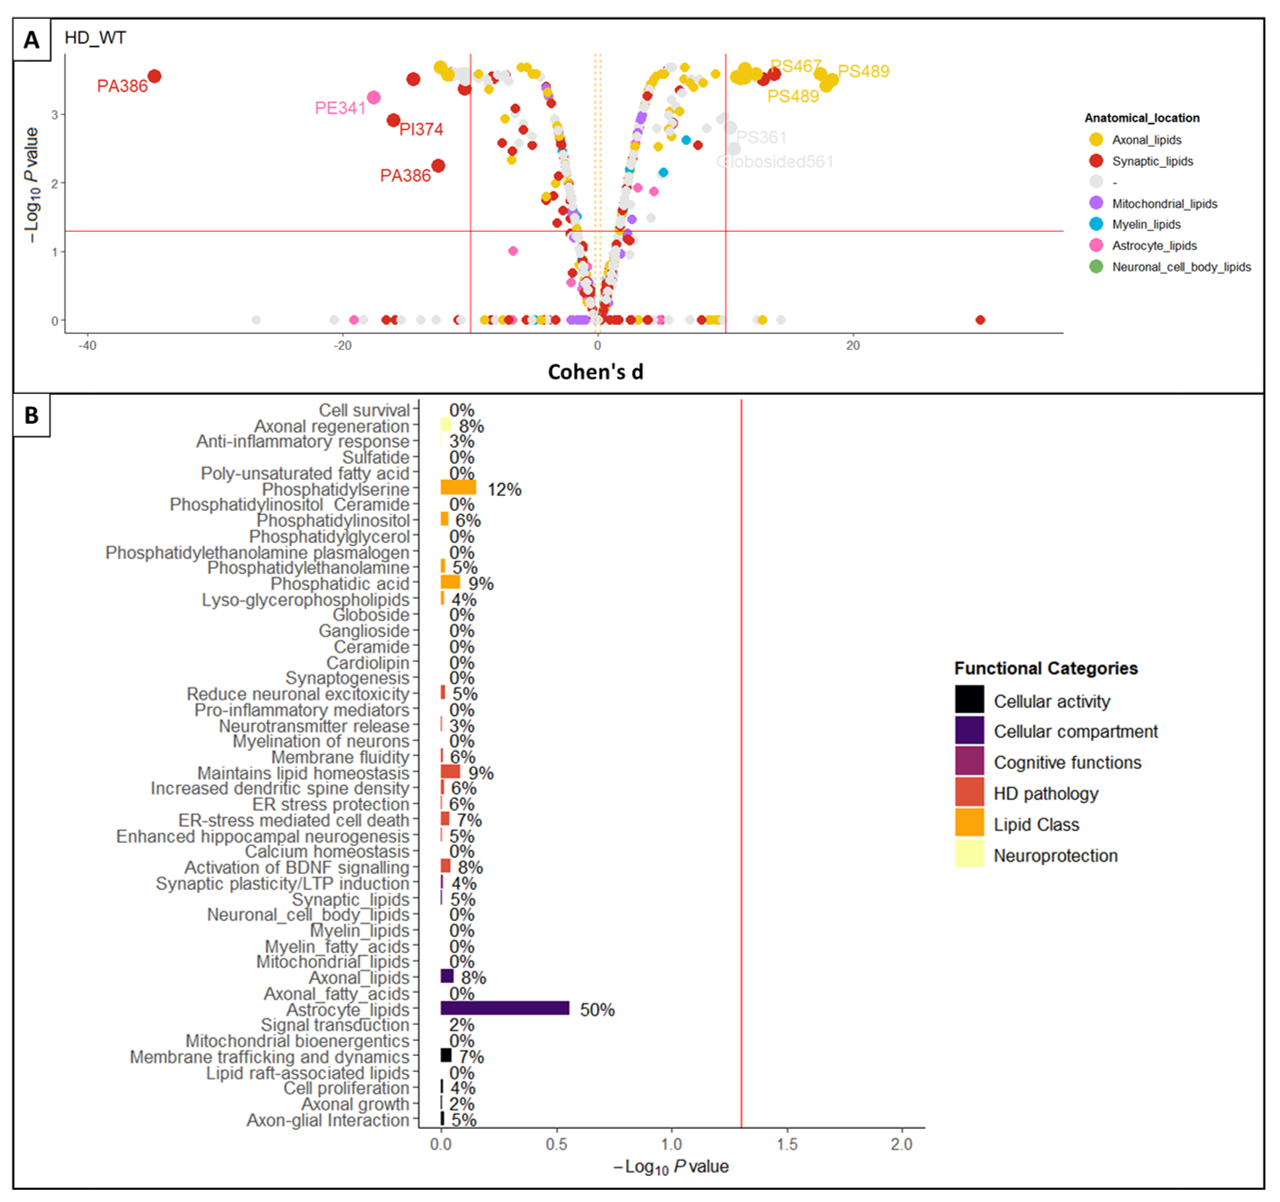 A
HD_WT
PA386
PE341
PI374
PA386
PS467
PS489
PS489
PS361
Globosided561
−Log10 P value
3
2
1
0
-40
-20
0
20
Cohen's d
Anatomical_location
Axonal_lipids
Synaptic_lipids
-
Mitochondrial_lipids
Myelin_lipids
Astrocyte_lipids
Neuronal_cell_body_lipids
B
Cell survival 0%
Axonal regeneration 8%
Anti-inflammatory response 3%
Sulfatide 0%
Poly-unsaturated fatty acid 0%
Phosphatidylserine 12%
Phosphatidylinositol Ceramide 0%
Phosphatidylinositol 6%
Phosphatidylglycerol 0%
Phosphatidylethanolamine plasmalogen 0%
Phosphatidylethanolamine 5%
Phosphatidic acid 9%
Lyso-glycerophospholipids 4%
Globoside 0%
Ganglioside 0%
Ceramide 0%
Cardiolipin 0%
Synaptogenesis 0%
Reduce neuronal excitoxicity 5%
Pro-inflammatory mediators 0%
Neurotransmitter release 3%
Myelination of neurons 0%
Membrane fluidity 6%
Maintains lipid homeostasis 9%
Increased dendritic spine density 6%
ER stress protection 6%
ER-stress mediated cell death 7%
Enhanced hippocampal neurogenesis 5%
Calcium homeostasis 0%
Activation of BDNF signalling 8%
Synaptic plasticity/LTP induction 4%
Synaptic_lipids 5%
Neuronal_cell_body_lipids 0%
Myelin_lipids 0%
Myelin_fatty_acids 0%
Mitochondrial_lipids 0%
Axonal_lipids 8%
Axonal_fatty_acids 0%
Astrocyte_lipids 50%
Signal transduction 2%
Mitochondrial bioenergentics 0%
Membrane trafficking and dynamics 7%
Lipid raft-associated lipids 0%
Cell proliferation 4%
Axonal growth 2%
Axon-glial Interaction 5%
0.0
0.5
1.0
1.5
2.0
−Log10 P value
Functional Categories
Cellular activity
Cellular compartment
Cognitive functions
HD pathology
Lipid Class
Neuroprotection